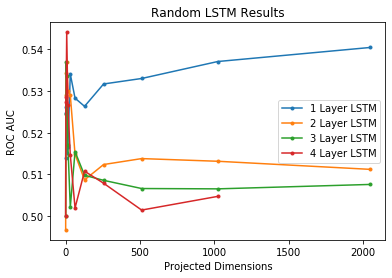 Random LSTM Results
ROC AUC
0.54
0.53
0.52
0.51
0.50
1 Layer LSTM
2 Layer LSTM
3 Layer LSTM
4 Layer LSTM
0 500 1000 1500 2000
Projected Dimensions